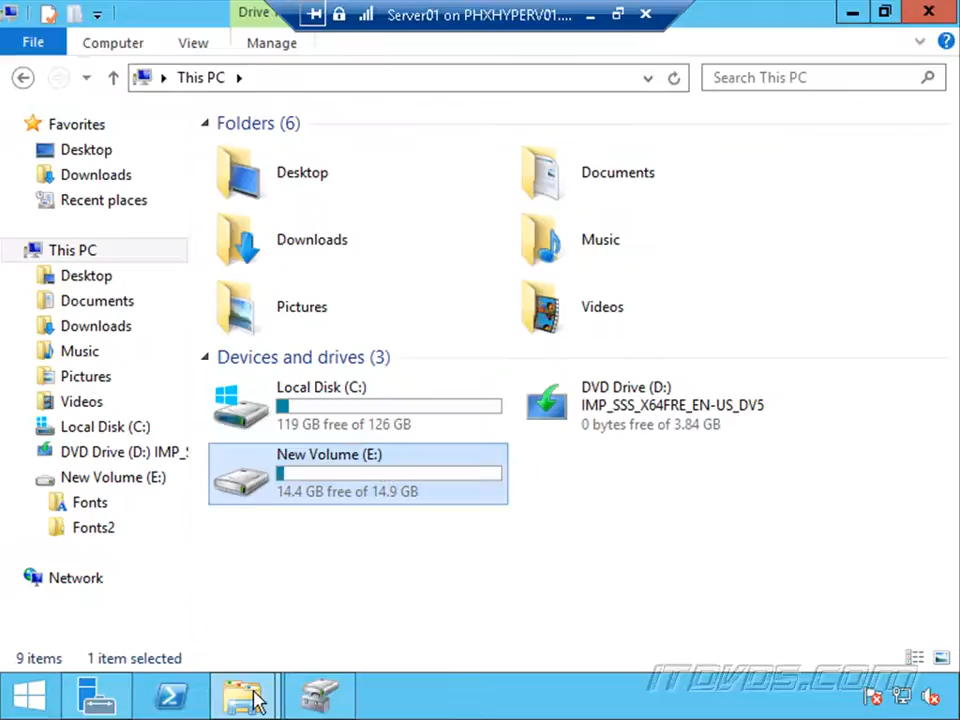 Drive
Server01 on PHXHYPERV01....
File
Computer
View
Manage
This PC
Search This PC
Favorites
Desktop
Downloads
Recent places
This PC
Desktop
Documents
Downloads
Music
Pictures
Videos
Local Disk (C:)
DVD Drive (D:) IMP_S
New Volume (E:)
Fonts
Fonts2
Network
Folders (6)
Desktop
Documents
Downloads
Music
Pictures
Videos
Devices and drives (3)
Local Disk (C:)
119 GB free of 126 GB
DVD Drive (D:)
IMP_SSS_X64FRE_EN-US_DV5
0 bytes free of 3.84 GB
New Volume (E:)
14.4 GB free of 14.9 GB
9 items
1 item selected
ITDVDS.COM